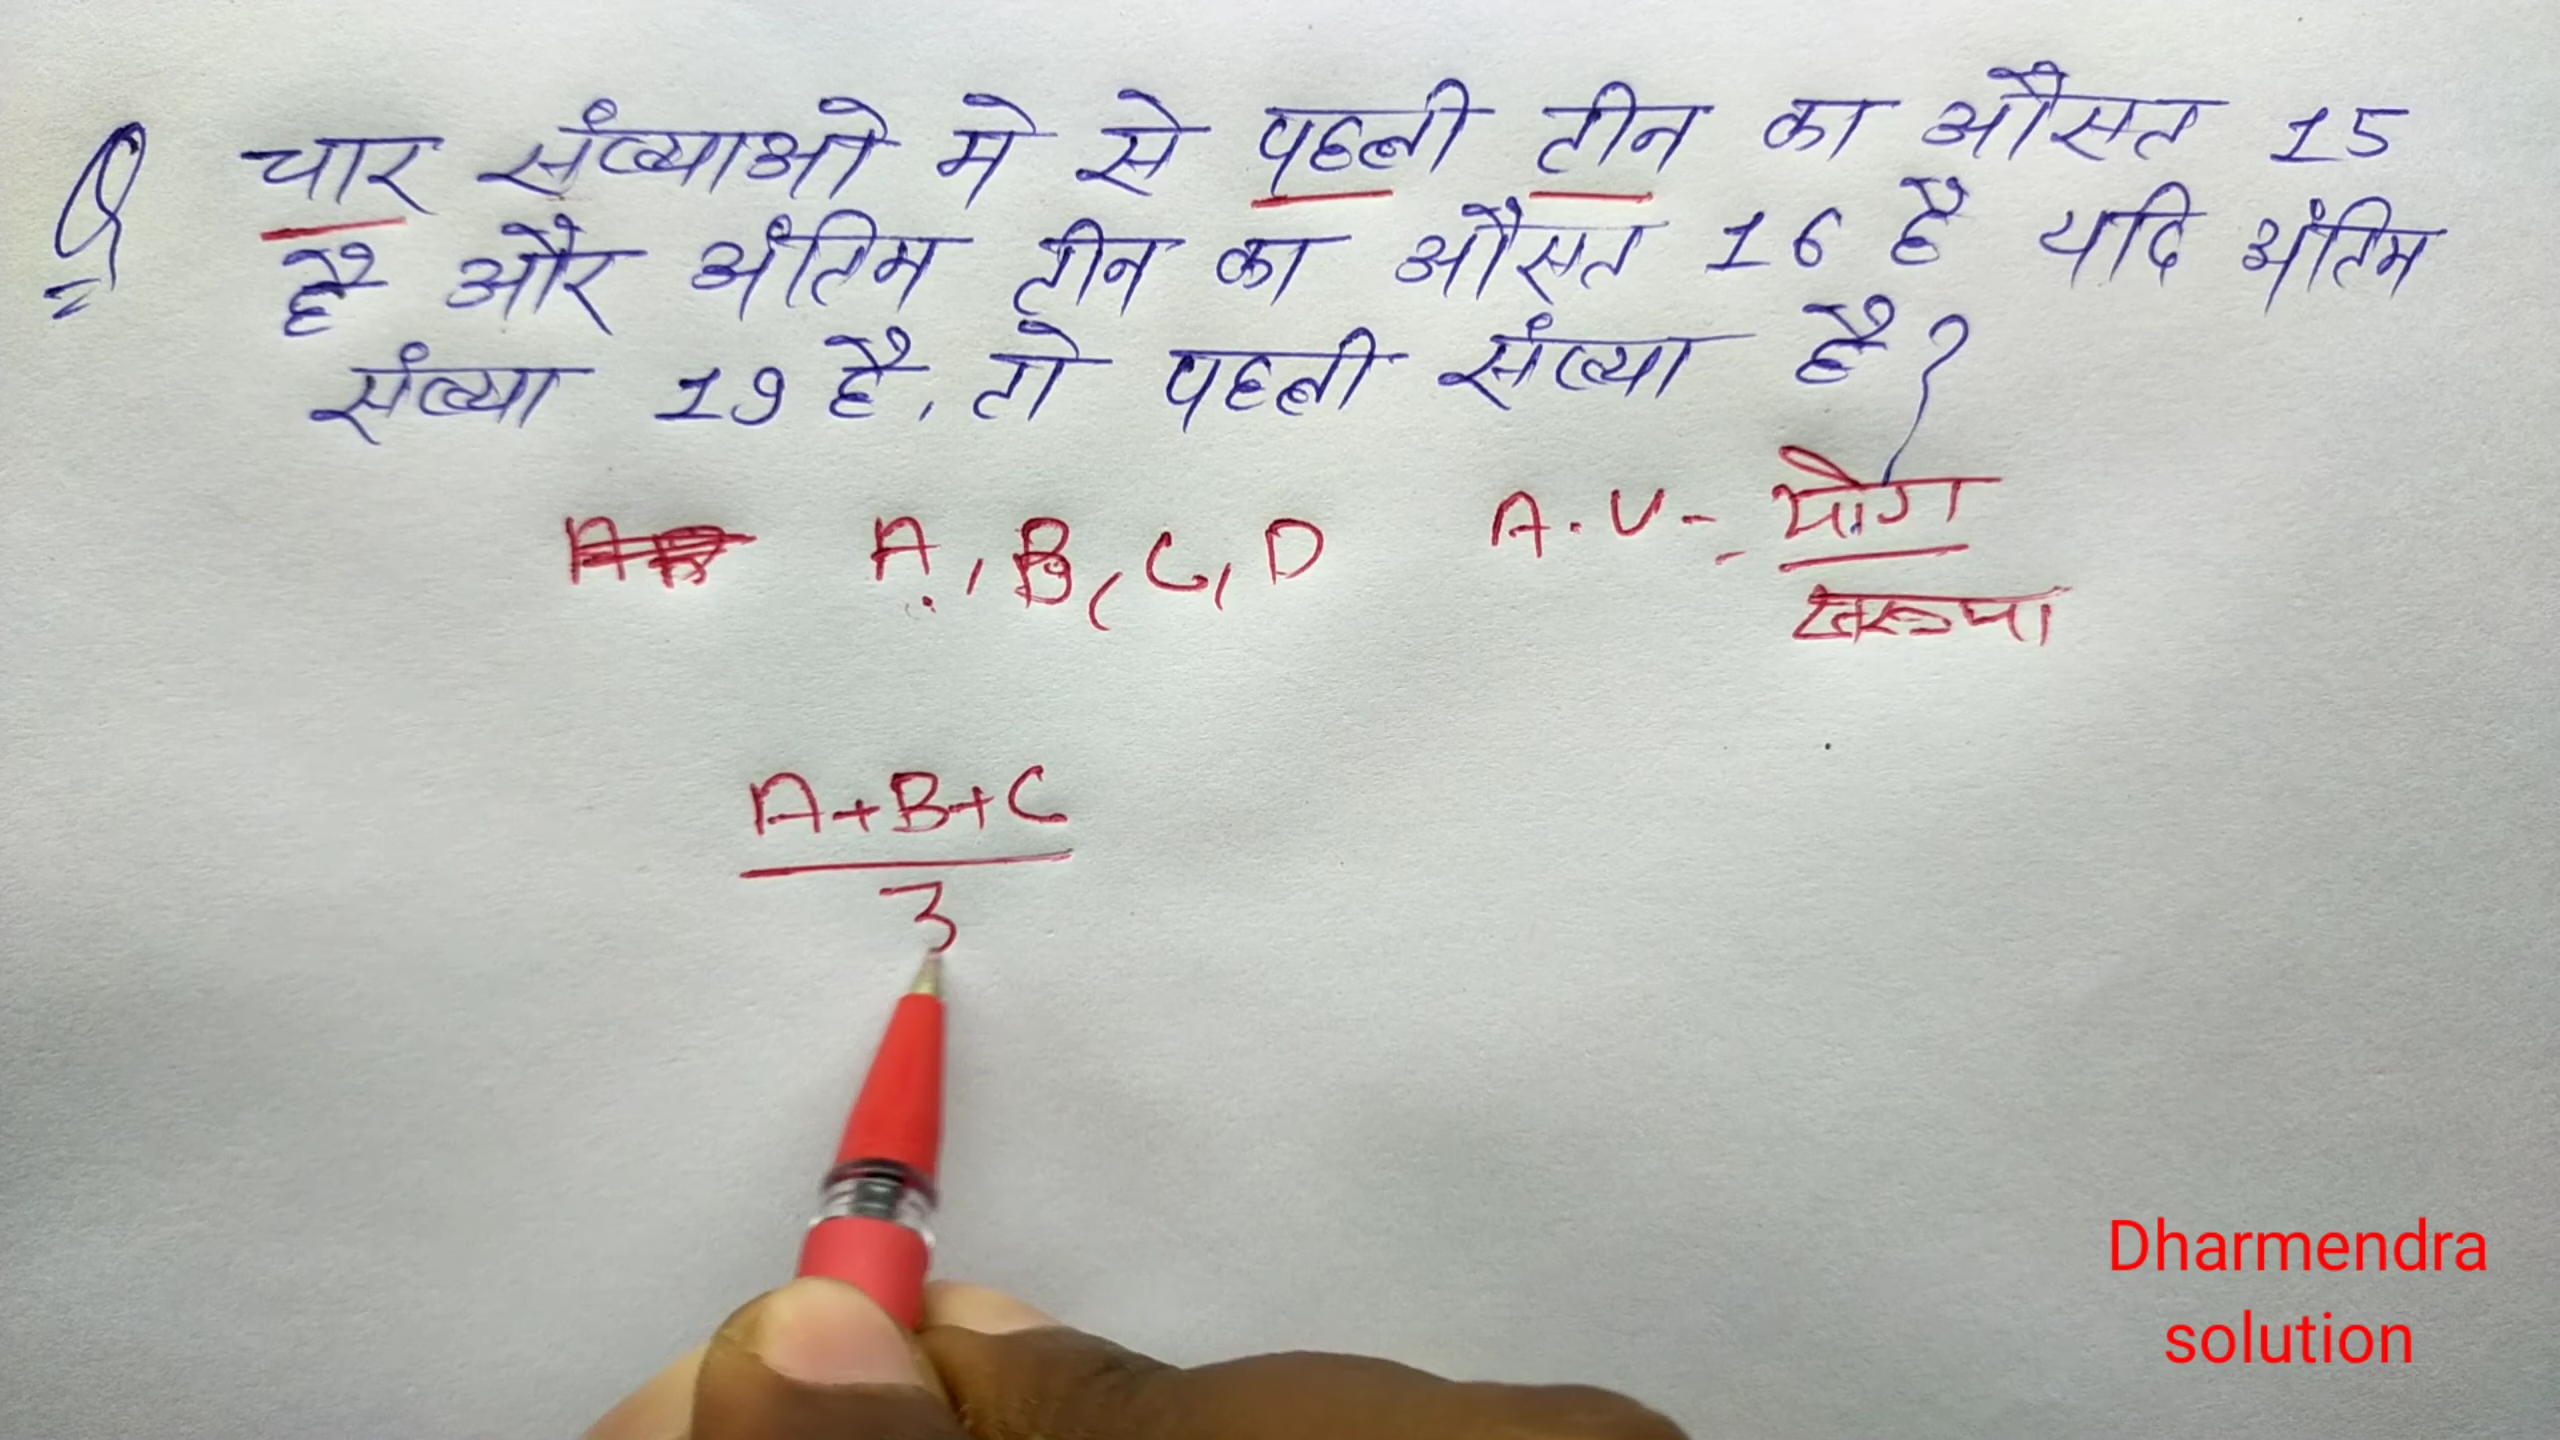 Q चार संख्याओ मे से पहली तीन का औसत 15
है और अंतिम तीन का औसत 16 है यदि अंतिम
संख्या 19 है, तो पहली संख्या है?
A, B, C, D
A.V = योग
संख्या
A+B+C
3
Dharmendra
solution